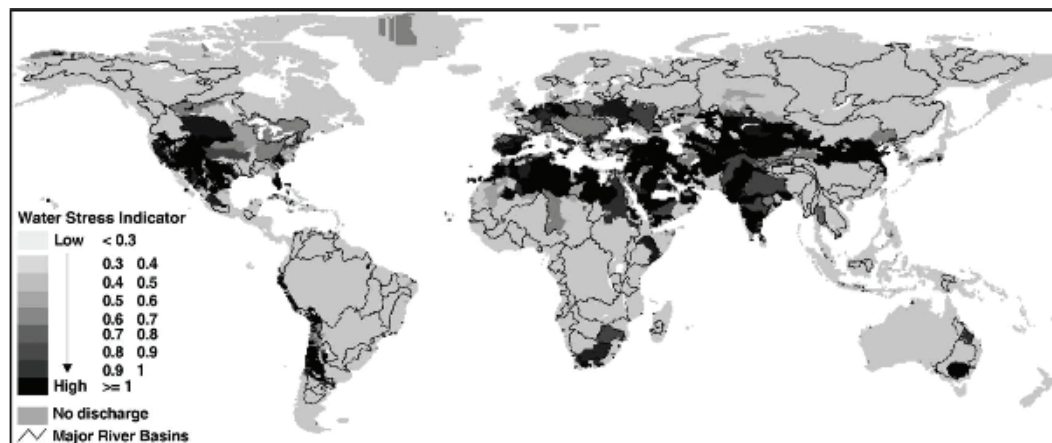 Water Stress Indicator
Low < 0.3
0.3 0.4
0.4 0.5
0.5 0.6
0.6 0.7
0.7 0.8
0.8 0.9
0.9 1
High >= 1
No discharge
Major River Basins